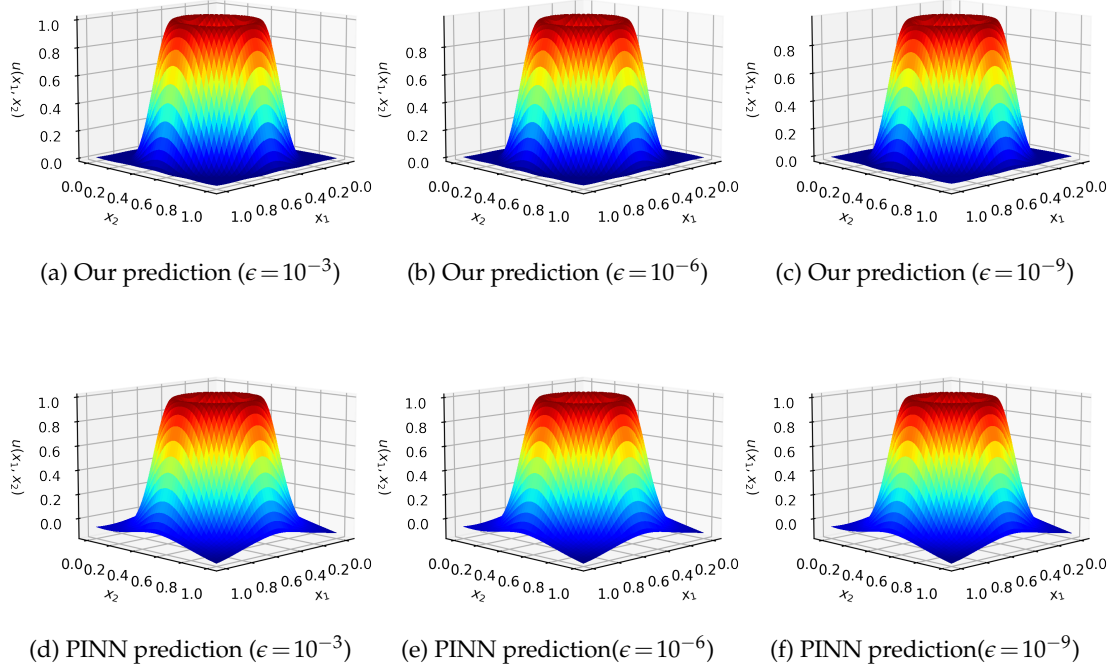 1.0
0.8
0.6
0.4
0.2
0.0
u(x₁, x₂)
0.0 0.2 0.4 0.6 0.8 1.0
x₂
1.0 0.8 0.6 0.4 0.2 0.0
x₁
(a) Our prediction (ϵ=10⁻³)
0.8
0.6
0.4
0.2
0.0
u(x₁, x₂)
0.0 0.2 0.4 0.6 0.8 1.0
x₂
1.0 0.8 0.6 0.4 0.2 0.0
x₁
(b) Our prediction (ϵ=10⁻⁶)
0.8
0.6
0.4
0.2
0.0
u(x₁, x₂)
0.0 0.2 0.4 0.6 0.8 1.0
x₂
1.0 0.8 0.6 0.4 0.2 0.0
x₁
(c) Our prediction (ϵ=10⁻⁹)
1.0
0.8
0.6
0.4
0.2
0.0
u(x₁, x₂)
0.0 0.2 0.4 0.6 0.8 1.0
x₂
1.0 0.8 0.6 0.4 0.2 0.0
x₁
(d) PINN prediction (ϵ=10⁻³)
1.0
0.8
0.6
0.4
0.2
0.0
u(x₁, x₂)
0.0 0.2 0.4 0.6 0.8 1.0
x₂
1.0 0.8 0.6 0.4 0.2 0.0
x₁
(e) PINN prediction(ϵ=10⁻⁶)
1.0
0.8
0.6
0.4
0.2
0.0
u(x₁, x₂)
0.0 0.2 0.4 0.6 0.8 1.0
x₂
1.0 0.8 0.6 0.4 0.2 0.0
x₁
(f) PINN prediction(ϵ=10⁻⁹)